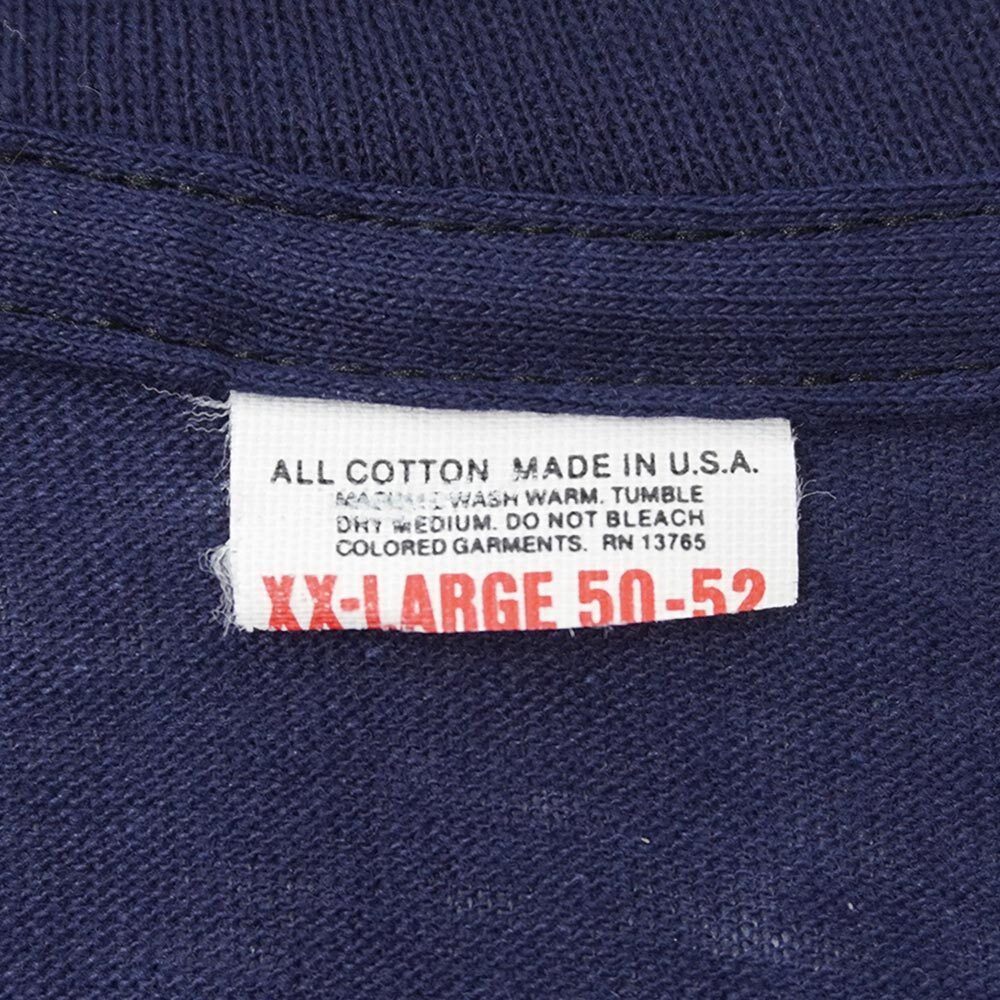 ALL COTTON MADE IN U.S.A.
MACHINE WASH WARM. TUMBLE
DRY MEDIUM. DO NOT BLEACH
COLORED GARMENTS. RN 13765
XX-LARGE 50-52